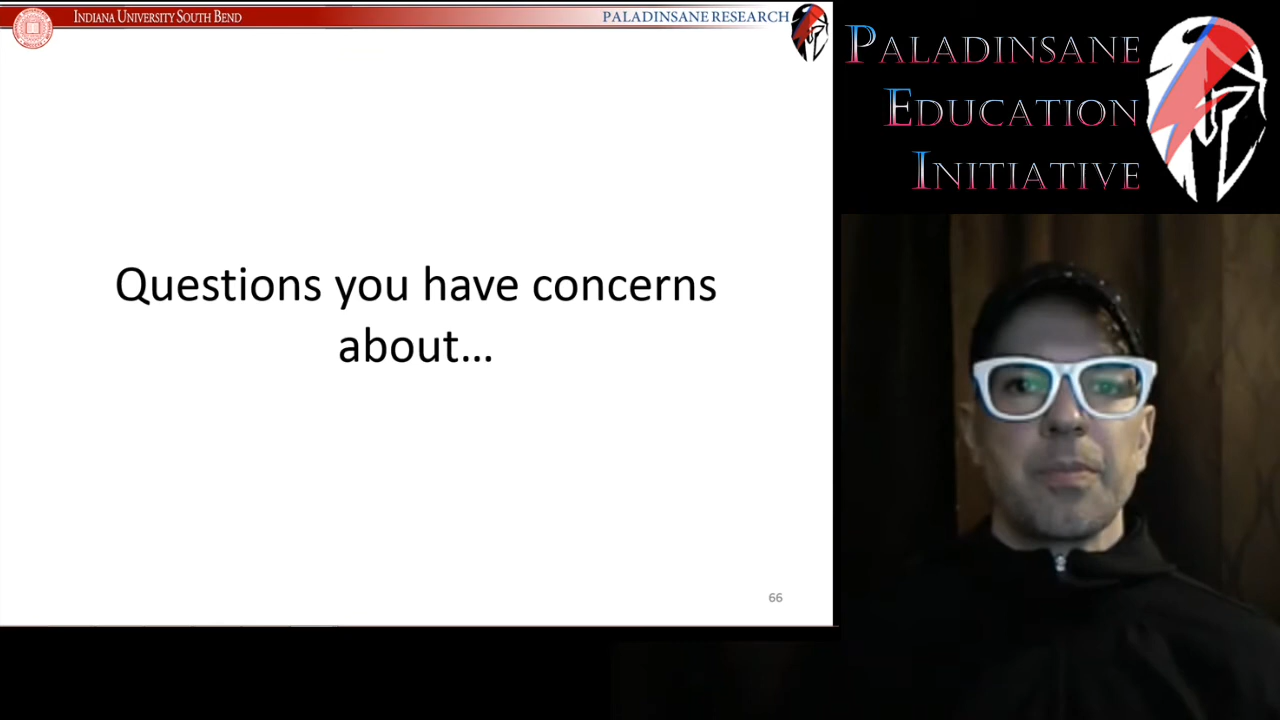 INDIANA UNIVERSITY SOUTH BEND
PALADINSANE RESEARCH
Questions you have concerns
about...
66
PALADINSANE
EDUCATION
INITIATIVE